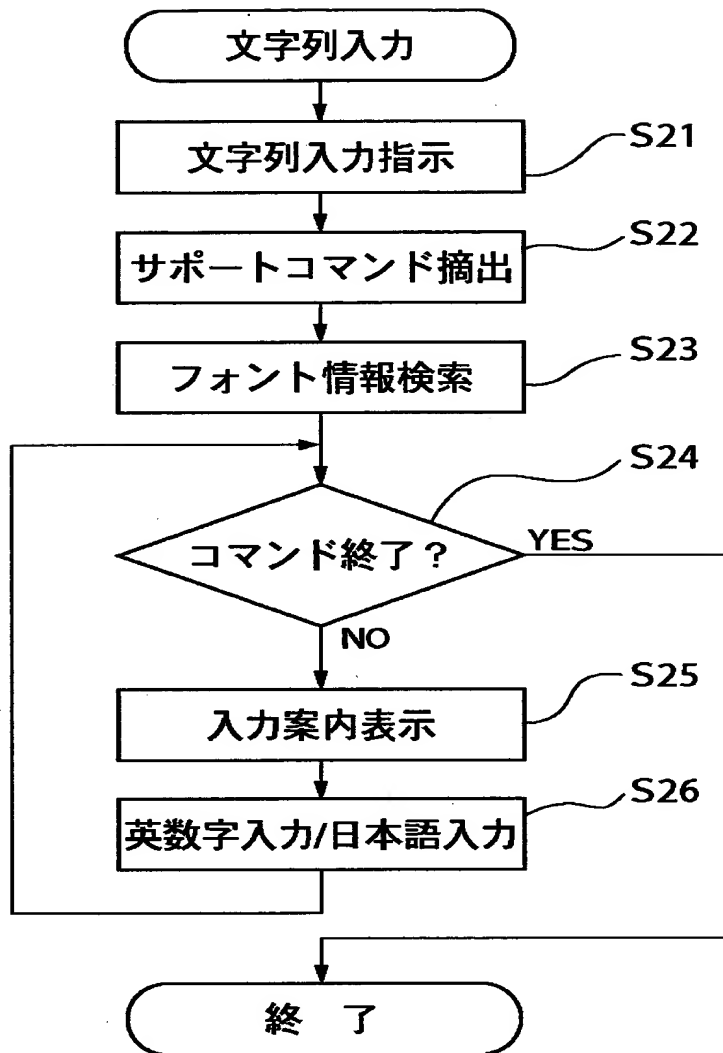 文字列入力
文字列入力指示
S21
サポートコマンド摘出
S22
フォント情報検索
S23
S24
コマンド終了？
YES
NO
入力案内表示
S25
英数字入力/日本語入力
S26
終 了